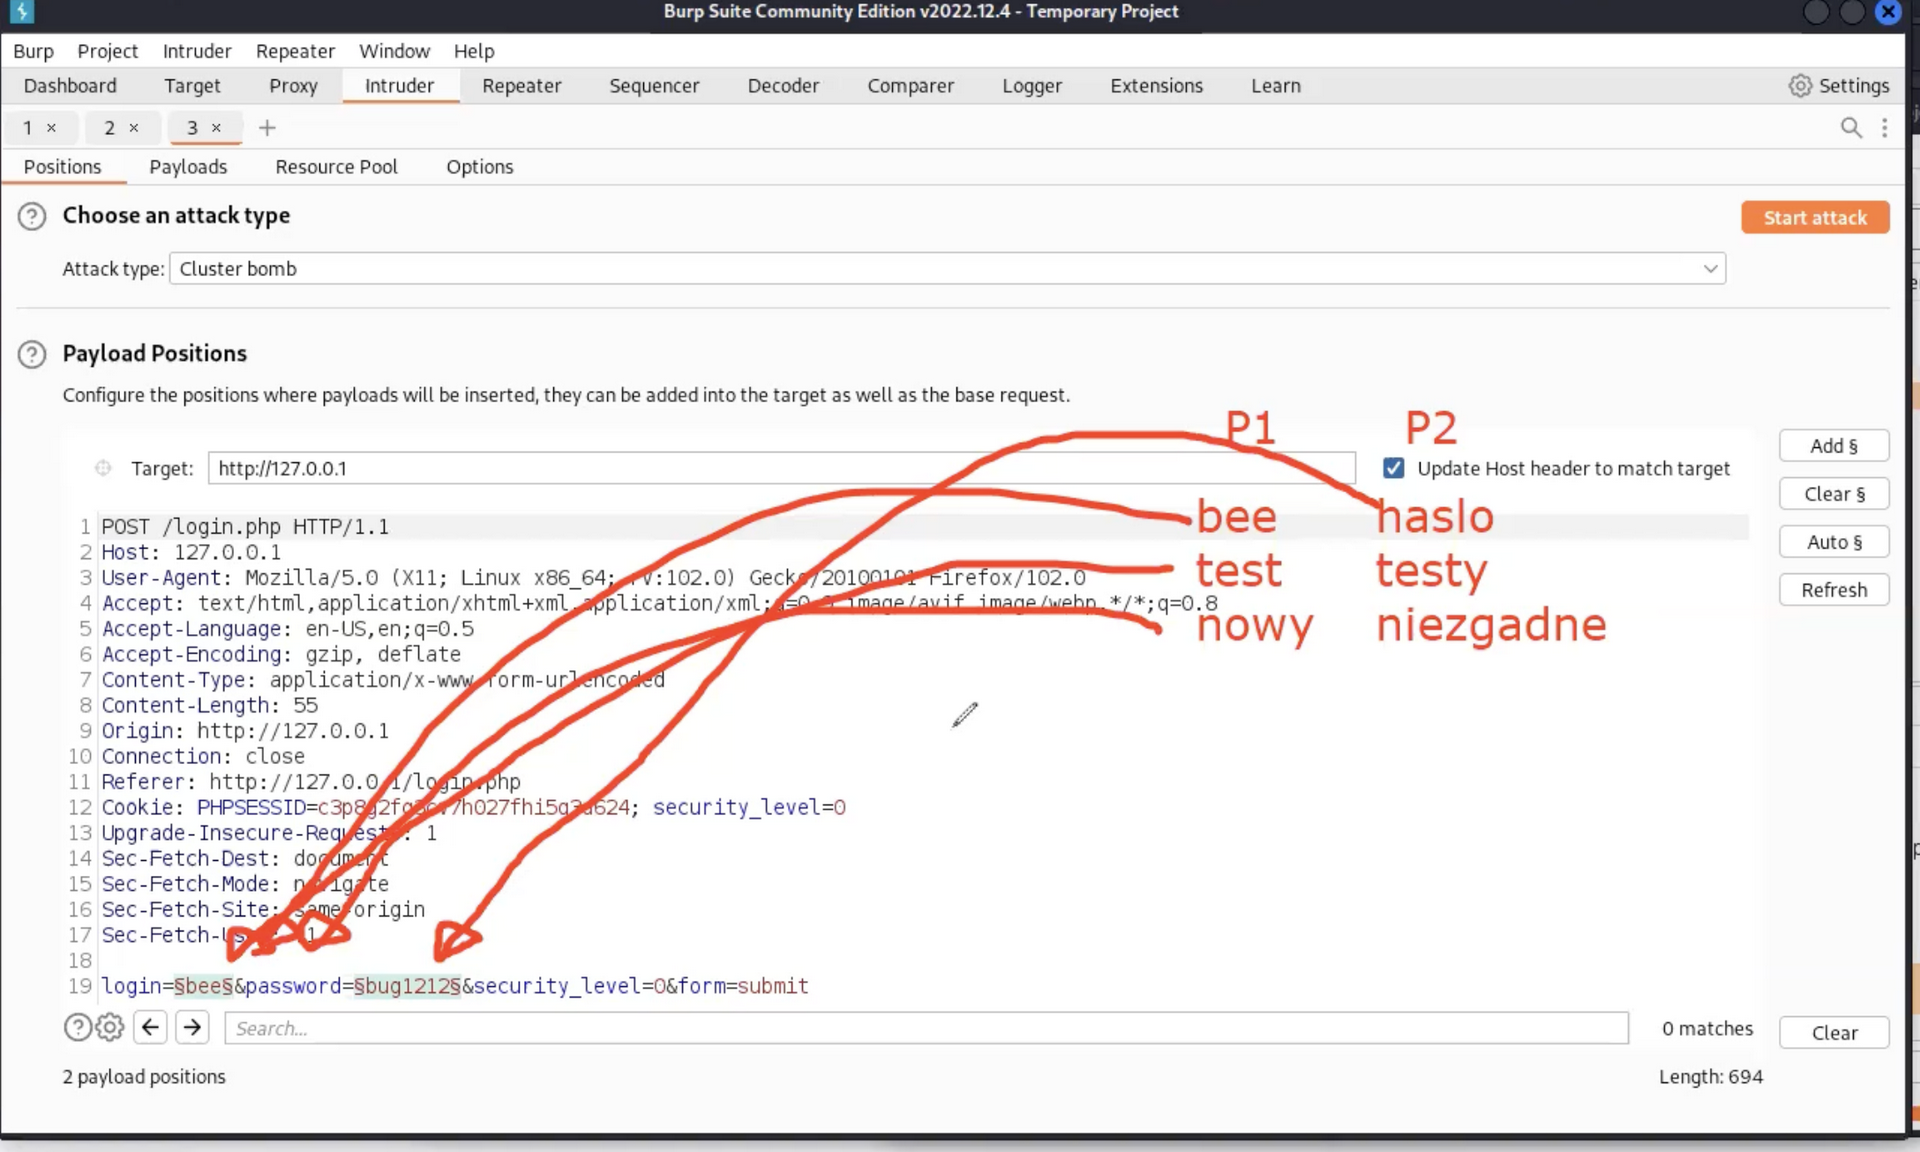 Burp Suite Community Edition v2022.12.4 - Temporary Project
Burp Project Intruder Repeater Window Help
Dashboard Target Proxy Intruder Repeater Sequencer Decoder Comparer Logger Extensions Learn Settings
1 × 2 × 3 × +
Positions Payloads Resource Pool Options
Choose an attack type
Start attack
Attack type: Cluster bomb
Payload Positions
Configure the positions where payloads will be inserted, they can be added into the target as well as the base request.
P1 P2
Add §
Target: http://127.0.0.1
Update Host header to match target
Clear §
bee haslo
1 POST /login.php HTTP/1.1
Auto §
2 Host: 127.0.0.1
test testy
3 User-Agent: Mozilla/5.0 (X11; Linux x86_64; rv:102.0) Gecko/20100101 Firefox/102.0
Refresh
4 Accept: text/html,application/xhtml+xml,application/xml;q=0.9,image/avif,image/webp,*/*;q=0.8
nowy niezgadne
5 Accept-Language: en-US,en;q=0.5
6 Accept-Encoding: gzip, deflate
7 Content-Type: application/x-www-form-urlencoded
8 Content-Length: 55
9 Origin: http://127.0.0.1
10 Connection: close
11 Referer: http://127.0.0.1/login.php
12 Cookie: security_level=0
13 Upgrade-Insecure-Requests: 1
14 Sec-Fetch-Dest: document
15 Sec-Fetch-Mode: navigate
16 Sec-Fetch-Site: same-origin
17 Sec-Fetch-User: ?1
18
19 login=§bee§&password=§bug1212§&security_level=0&form=submit
Search...
0 matches
Clear
2 payload positions
Length: 694